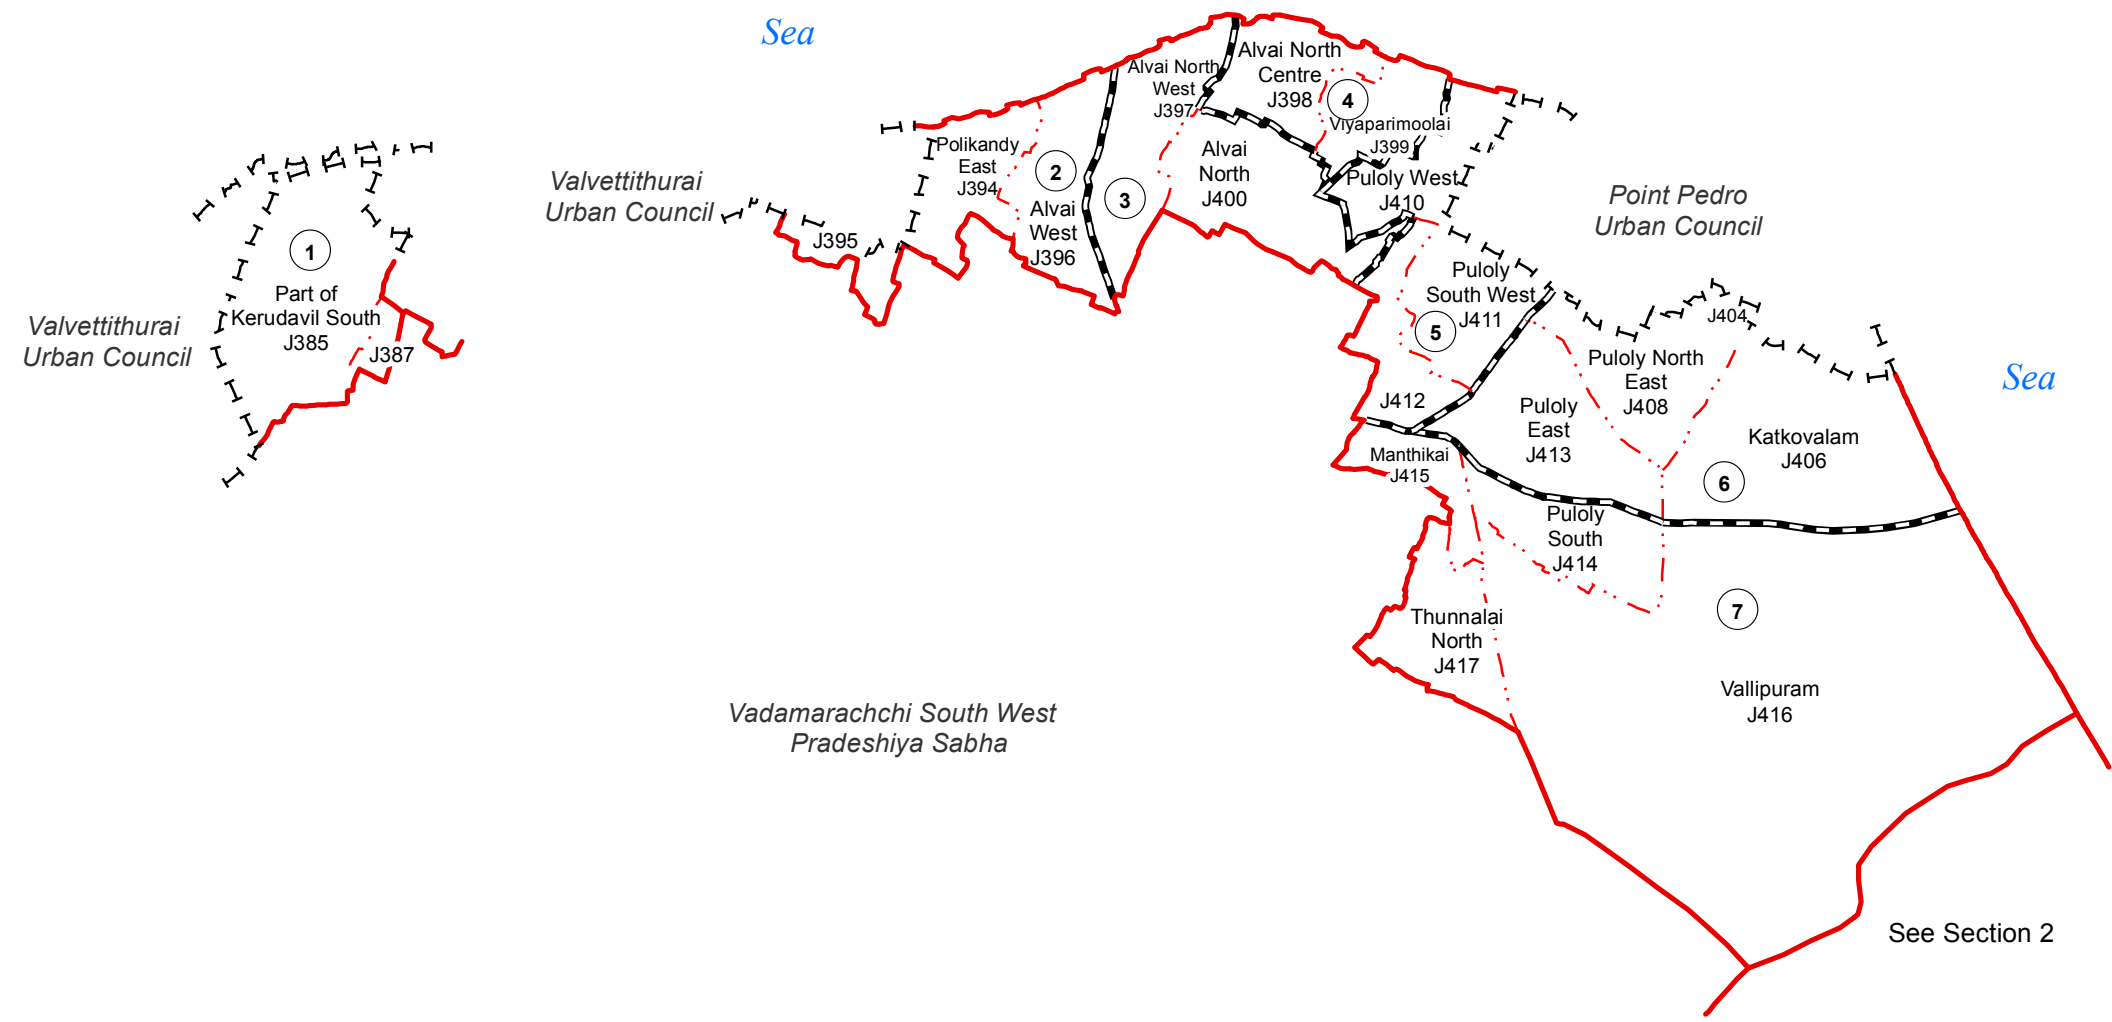 Sea
Alvai North
Centre
J398
4
Alvai North
West
J397
Viyaparimoolai
J399
Polikandy
East
J394
2
Alvai
West
J396
3
Alvai
North
J400
Puloly West
J410
Valvettithurai
Urban Council
J395
Point Pedro
Urban Council
1
Part of
Kerudavil South
J385
J387
Valvettithurai
Urban Council
Puloly
South West
J411
5
J404
Puloly North
East
J408
Sea
J412
Puloly
East
J413
Katkovalam
J406
6
Manthikai
J415
Puloly
South
J414
7
Thunnalai
North
J417
Vallipuram
J416
Vadamarachchi South West
Pradeshiya Sabha
See Section 2